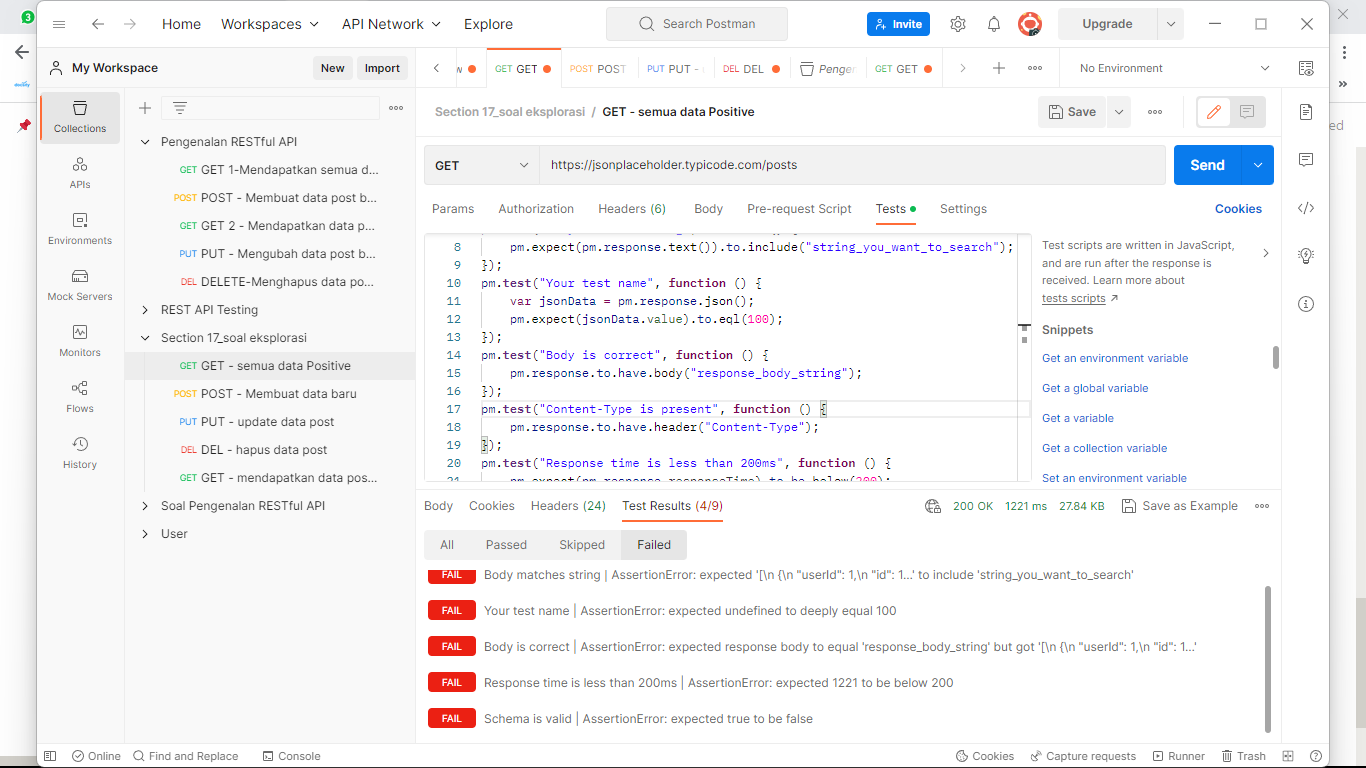 3
Home Workspaces API Network Explore Search Postman Invite Upgrade
My Workspace New Import
GET GET POST POST PUT PUT - DEL DEL Penge GET GET No Environment
Collections
APIs
Environments
Mock Servers
Monitors
Flows
History
Pengenalan RESTful API
GET GET 1-Mendapatkan semua d...
POST POST - Membuat data post b...
GET GET 2 - Mendapatkan data p...
PUT PUT - Mengubah data post b...
DEL DELETE-Menghapus data po...
REST API Testing
Section 17_soal eksplorasi
GET GET - semua data Positive
POST POST - Membuat data baru
PUT PUT - update data post
DEL DEL - hapus data post
GET GET - mendapatkan data pos...
Soal Pengenalan RESTful API
User
Section 17_soal eksplorasi / GET - semua data Positive Save
GET https://jsonplaceholder.typicode.com/posts Send
Params Authorization Headers (6) Body Pre-request Script Tests Settings Cookies
8 pm.expect(pm.response.text()).to.include("string_you_want_to_search");
9 });
10 pm.test("Your test name", function () {
11 var jsonData = pm.response.json();
12 pm.expect(jsonData.value).to.eql(100);
13 });
14 pm.test("Body is correct", function () {
15 pm.response.to.have.body("response_body_string");
16 });
17 pm.test("Content-Type is present", function () {
18 pm.response.to.have.header("Content-Type");
19 });
20 pm.test("Response time is less than 200ms", function () {
21 pm.expect(pm.response.responseTime).to.be.below(200);
Test scripts are written in JavaScript,
and are run after the response is
received. Learn more about
tests scripts ↗
Snippets
Get an environment variable
Get a global variable
Get a variable
Get a collection variable
Set an environment variable
Body Cookies Headers (24) Test Results (4/9) 200 OK 1221 ms 27.84 KB Save as Example
All Passed Skipped Failed
FAIL Body matches string | AssertionError: expected '[\n {\n "userId": 1,\n "id": 1...' to include 'string_you_want_to_search'
FAIL Your test name | AssertionError: expected undefined to deeply equal 100
FAIL Body is correct | AssertionError: expected response body to equal 'response_body_string' but got '[\n {\n "userId": 1,\n "id": 1...'
FAIL Response time is less than 200ms | AssertionError: expected 1221 to be below 200
FAIL Schema is valid | AssertionError: expected true to be false
Online Find and Replace Console Cookies Capture requests Runner Trash